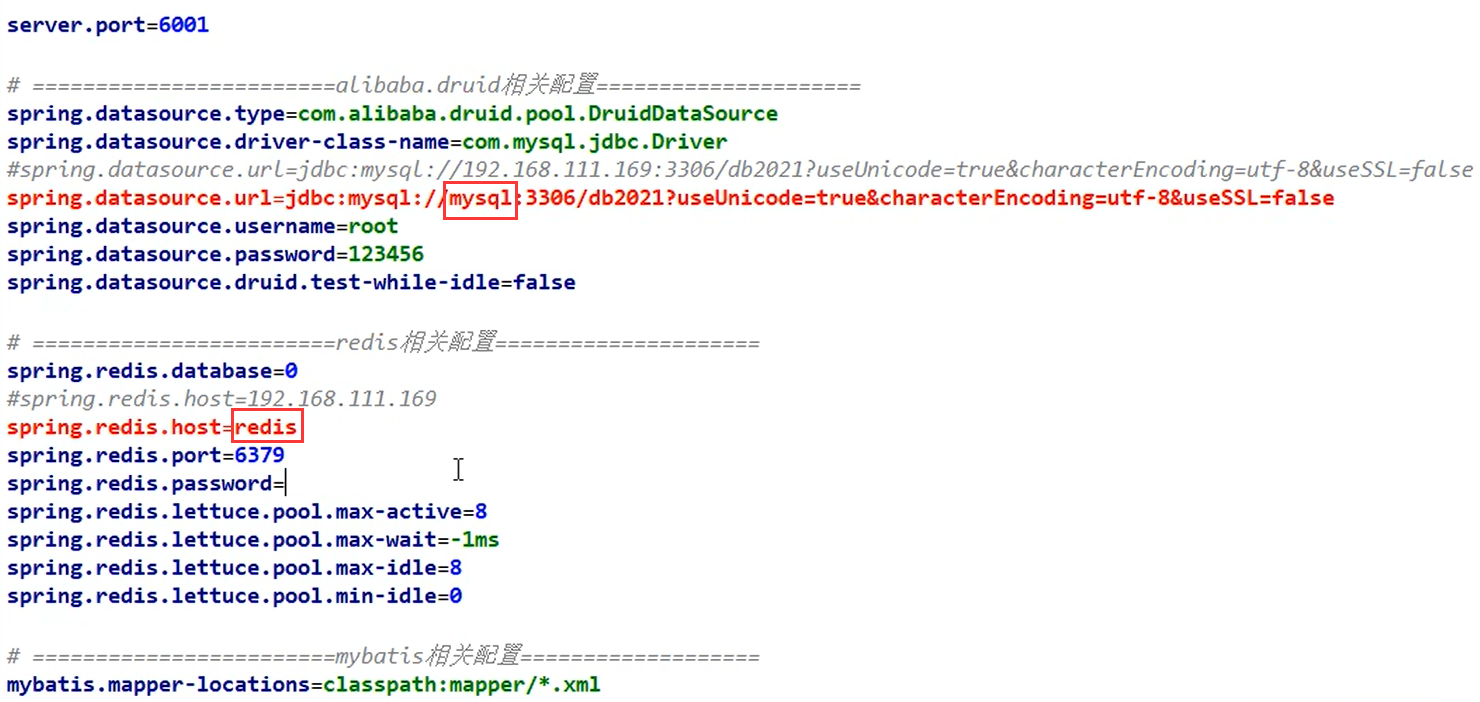 server.port=6001
# ========================alibaba.druid相关配置=====================
spring.datasource.type=com.alibaba.druid.pool.DruidDataSource
spring.datasource.driver-class-name=com.mysql.jdbc.Driver
#spring.datasource.url=jdbc:mysql://192.168.111.169:3306/db2021?useUnicode=true&characterEncoding=utf-8&useSSL=false
spring.datasource.url=jdbc:mysql://mysql:3306/db2021?useUnicode=true&characterEncoding=utf-8&useSSL=false
spring.datasource.username=root
spring.datasource.password=123456
spring.datasource.druid.test-while-idle=false
# ========================redis相关配置=====================
spring.redis.database=0
#spring.redis.host=192.168.111.169
spring.redis.host=redis
spring.redis.port=6379
spring.redis.password=
spring.redis.lettuce.pool.max-active=8
spring.redis.lettuce.pool.max-wait=-1ms
spring.redis.lettuce.pool.max-idle=8
spring.redis.lettuce.pool.min-idle=0
# ========================mybatis相关配置===================
mybatis.mapper-locations=classpath:mapper/*.xml